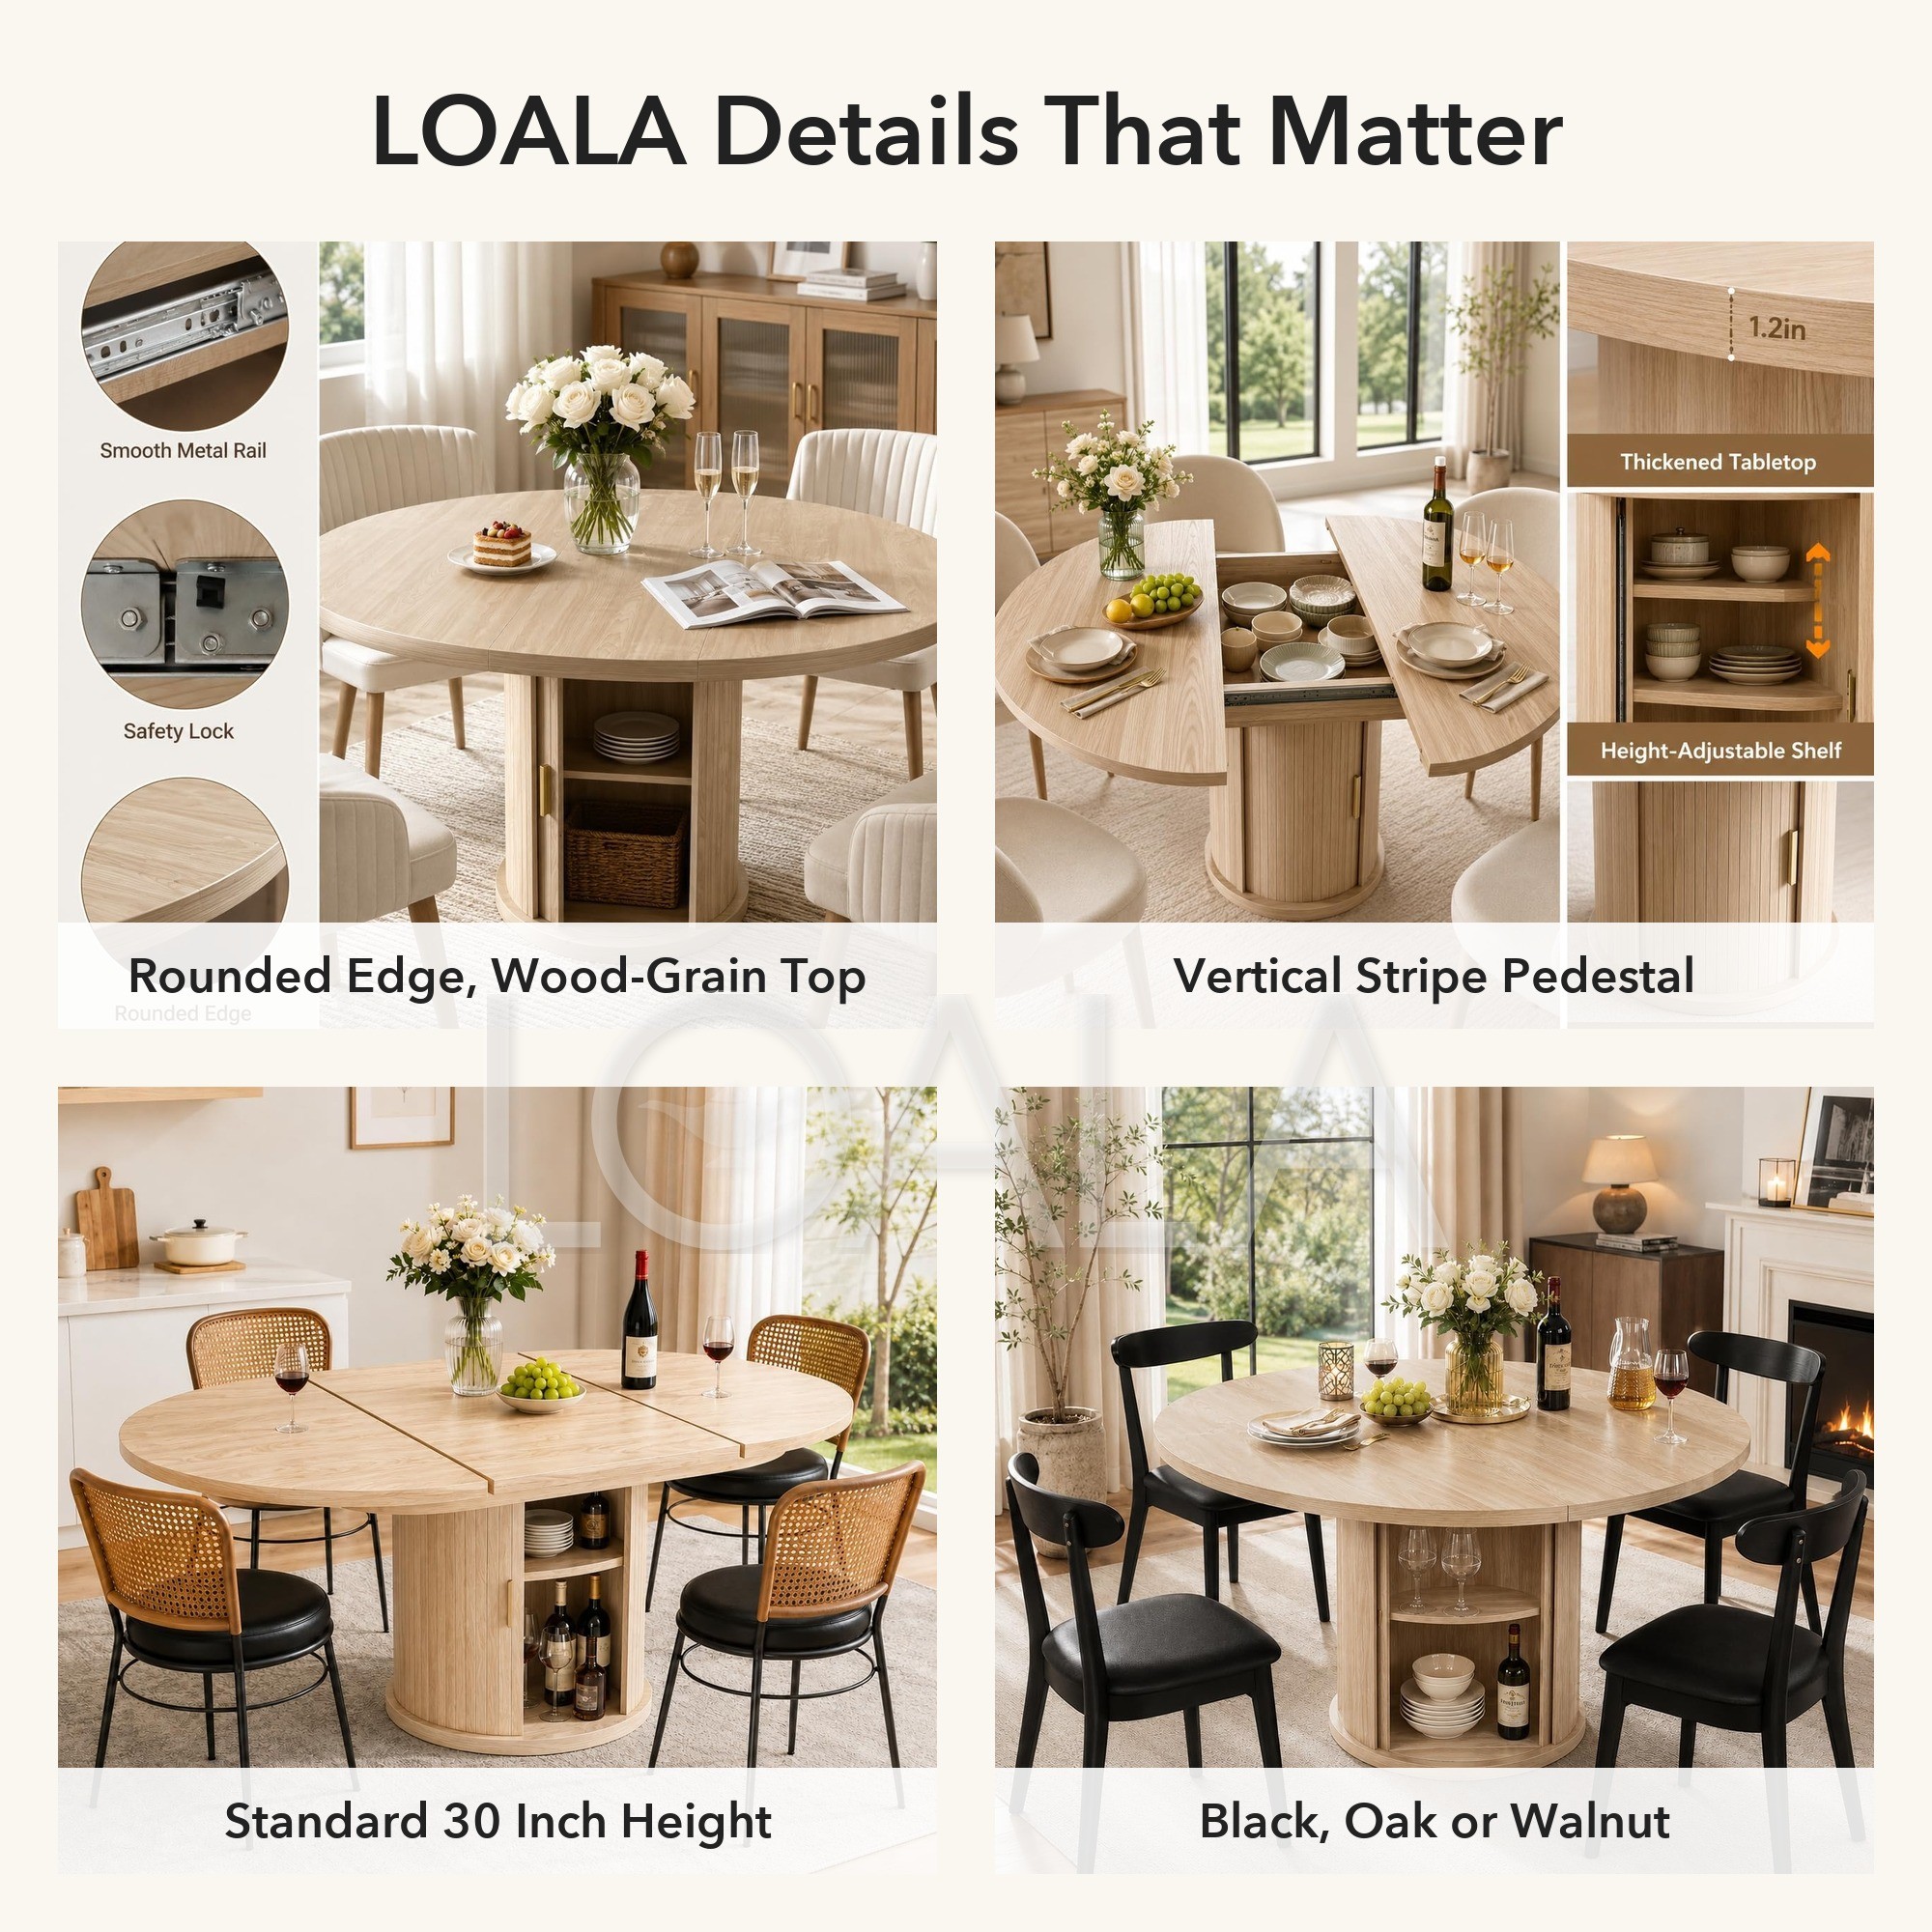 LOALA Details That Matter
Smooth Metal Rail
Safety Lock
Rounded Edge, Wood-Grain Top
Rounded Edge
1.2in
Thickened Tabletop
Height-Adjustable Shelf
Vertical Stripe Pedestal
LOALA
Standard 30 Inch Height
Black, Oak or Walnut